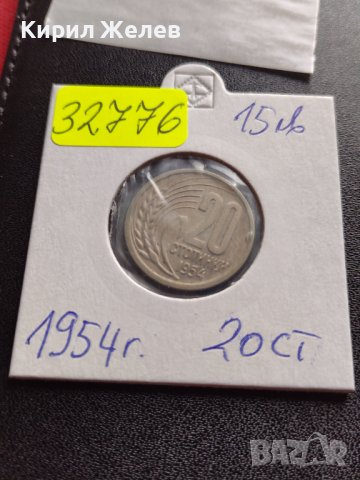 Кирил Желев
32776
15лв
20
СТОТИНКИ
1954
1954г.
20ст
BAZAR